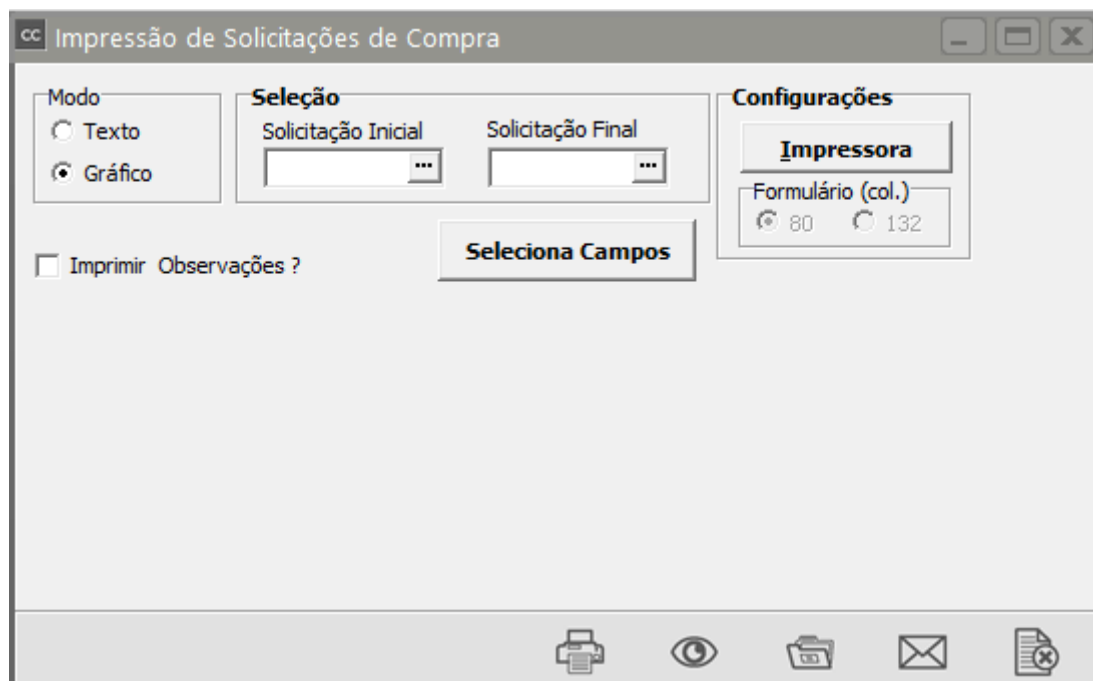 cc Impressão de Solicitações de Compra
Modo
Texto
Gráfico
Seleção
Solicitação Inicial
...
Solicitação Final
...
Configurações
Impressora
Formulário (col.)
80 132
Imprimir Observações ?
Seleciona Campos